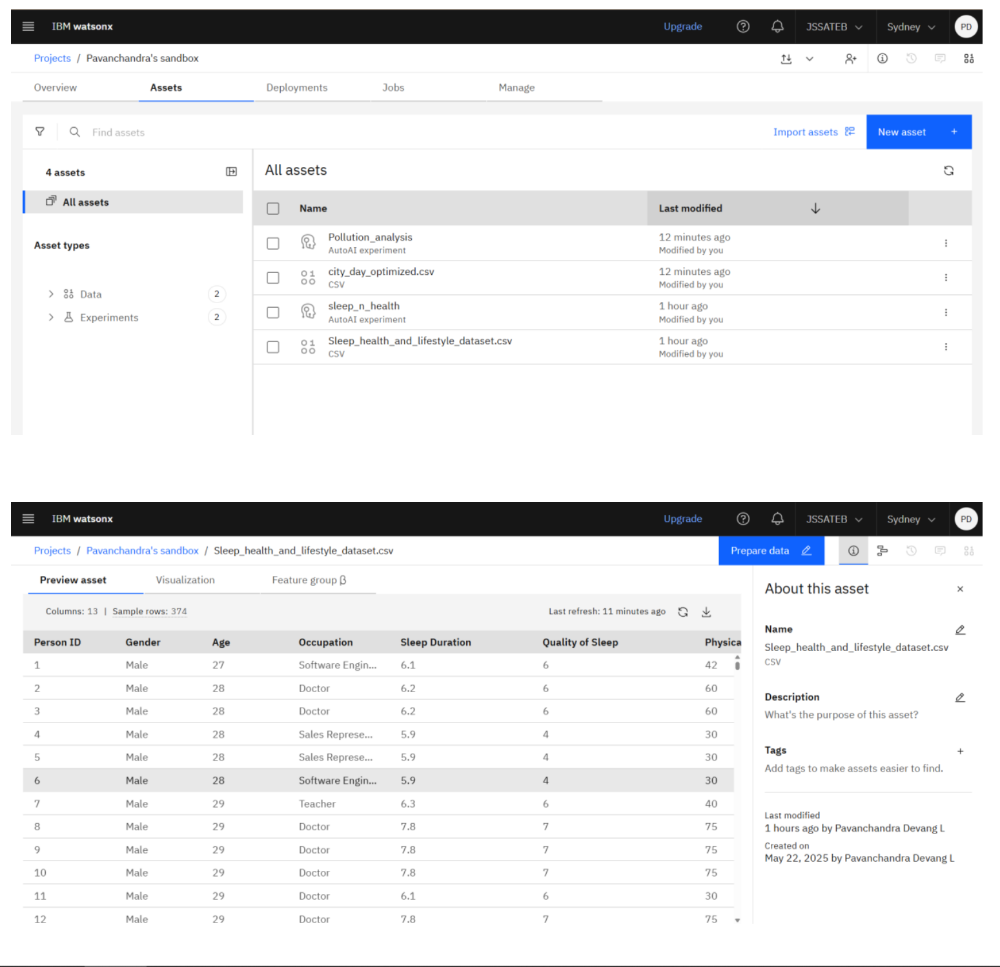 IBM watsonx Upgrade JSSATEB Sydney PD
Projects / Pavanchandra's sandbox
Overview Assets Deployments Jobs Manage
Find assets Import assets New asset +
4 assets All assets
All assets
Name Last modified
Pollution_analysis 12 minutes ago
AutoAI experiment Modified by you
Asset types
city_day_optimized.csv 12 minutes ago
CSV Modified by you
Data 2
sleep_n_health 1 hour ago
Experiments 2
AutoAI experiment Modified by you
Sleep_health_and_lifestyle_dataset.csv 1 hour ago
CSV Modified by you
IBM watsonx Upgrade JSSATEB Sydney PD
Projects / Pavanchandra's sandbox / Sleep_health_and_lifestyle_dataset.csv Prepare data
Preview asset Visualization Feature group β
Columns: 13 | Sample rows: 374 Last refresh: 11 minutes ago
Person ID Gender Age Occupation Sleep Duration Quality of Sleep Physica
1 Male 27 Software Engin... 6.1 6 42
2 Male 28 Doctor 6.2 6 60
3 Male 28 Doctor 6.2 6 60
4 Male 28 Sales Represe... 5.9 4 30
5 Male 28 Sales Represe... 5.9 4 30
6 Male 28 Software Engin... 5.9 4 30
7 Male 29 Teacher 6.3 6 40
8 Male 29 Doctor 7.8 7 75
9 Male 29 Doctor 7.8 7 75
10 Male 29 Doctor 7.8 7 75
11 Male 29 Doctor 6.1 6 30
12 Male 29 Doctor 7.8 7 75
About this asset ×
Name
Sleep_health_and_lifestyle_dataset.csv
CSV
Description
What's the purpose of this asset?
Tags +
Add tags to make assets easier to find.
Last modified
1 hours ago by Pavanchandra Devang L
Created on
May 22, 2025 by Pavanchandra Devang L